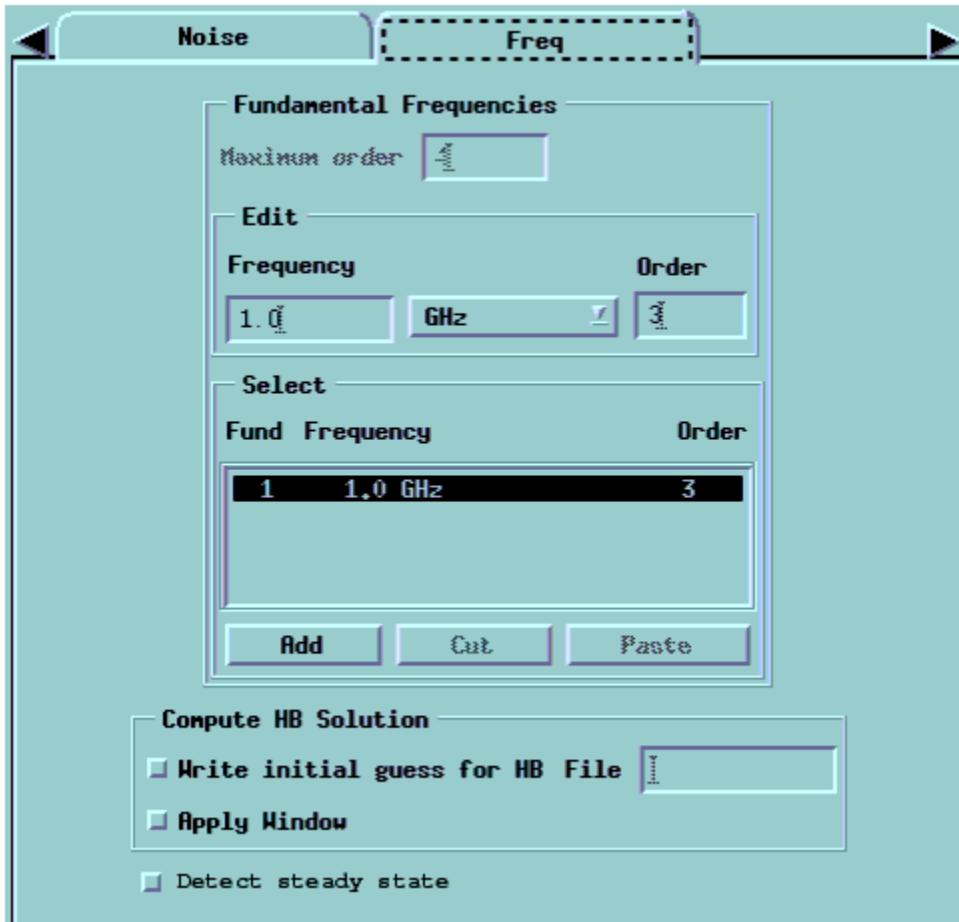 Noise Freq
Fundamental Frequencies
Maximum order 4
Edit
Frequency Order
1.0 GHz 3
Select
Fund Frequency Order
1 1.0 GHz 3
Add Cut Paste
Compute HB Solution
Write initial guess for HB File
Apply Window
Detect steady state